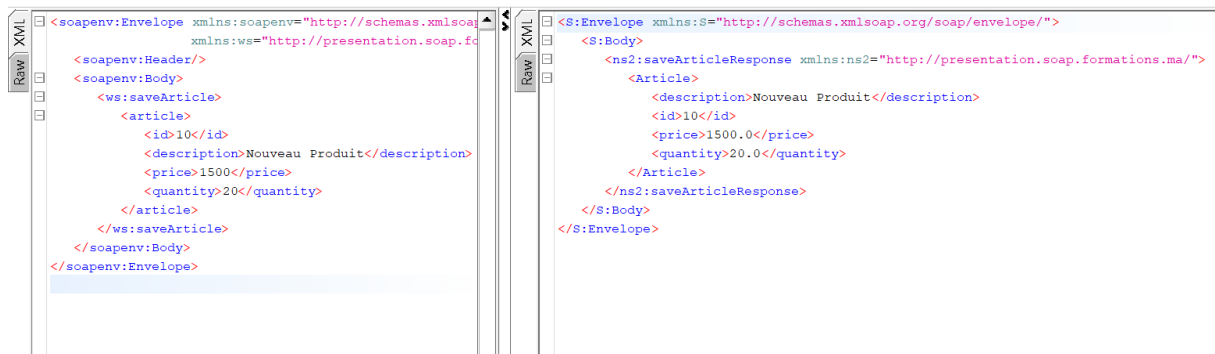 XML
Raw
<soapenv:Envelope xmlns:soapenv="http://schemas.xmlsoap
xmlns:ws="http://presentation.soap.fo
<soapenv:Header/>
<soapenv:Body>
<ws:saveArticle>
<article>
<id>10</id>
<description>Nouveau Produit</description>
<price>1500</price>
<quantity>20</quantity>
</article>
</ws:saveArticle>
</soapenv:Body>
</soapenv:Envelope>
XML
Raw
<S:Envelope xmlns:S="http://schemas.xmlsoap.org/soap/envelope/">
<S:Body>
<ns2:saveArticleResponse xmlns:ns2="http://presentation.soap.formations.ma/">
<Article>
<description>Nouveau Produit</description>
<id>10</id>
<price>1500.0</price>
<quantity>20.0</quantity>
</Article>
</ns2:saveArticleResponse>
</S:Body>
</S:Envelope>